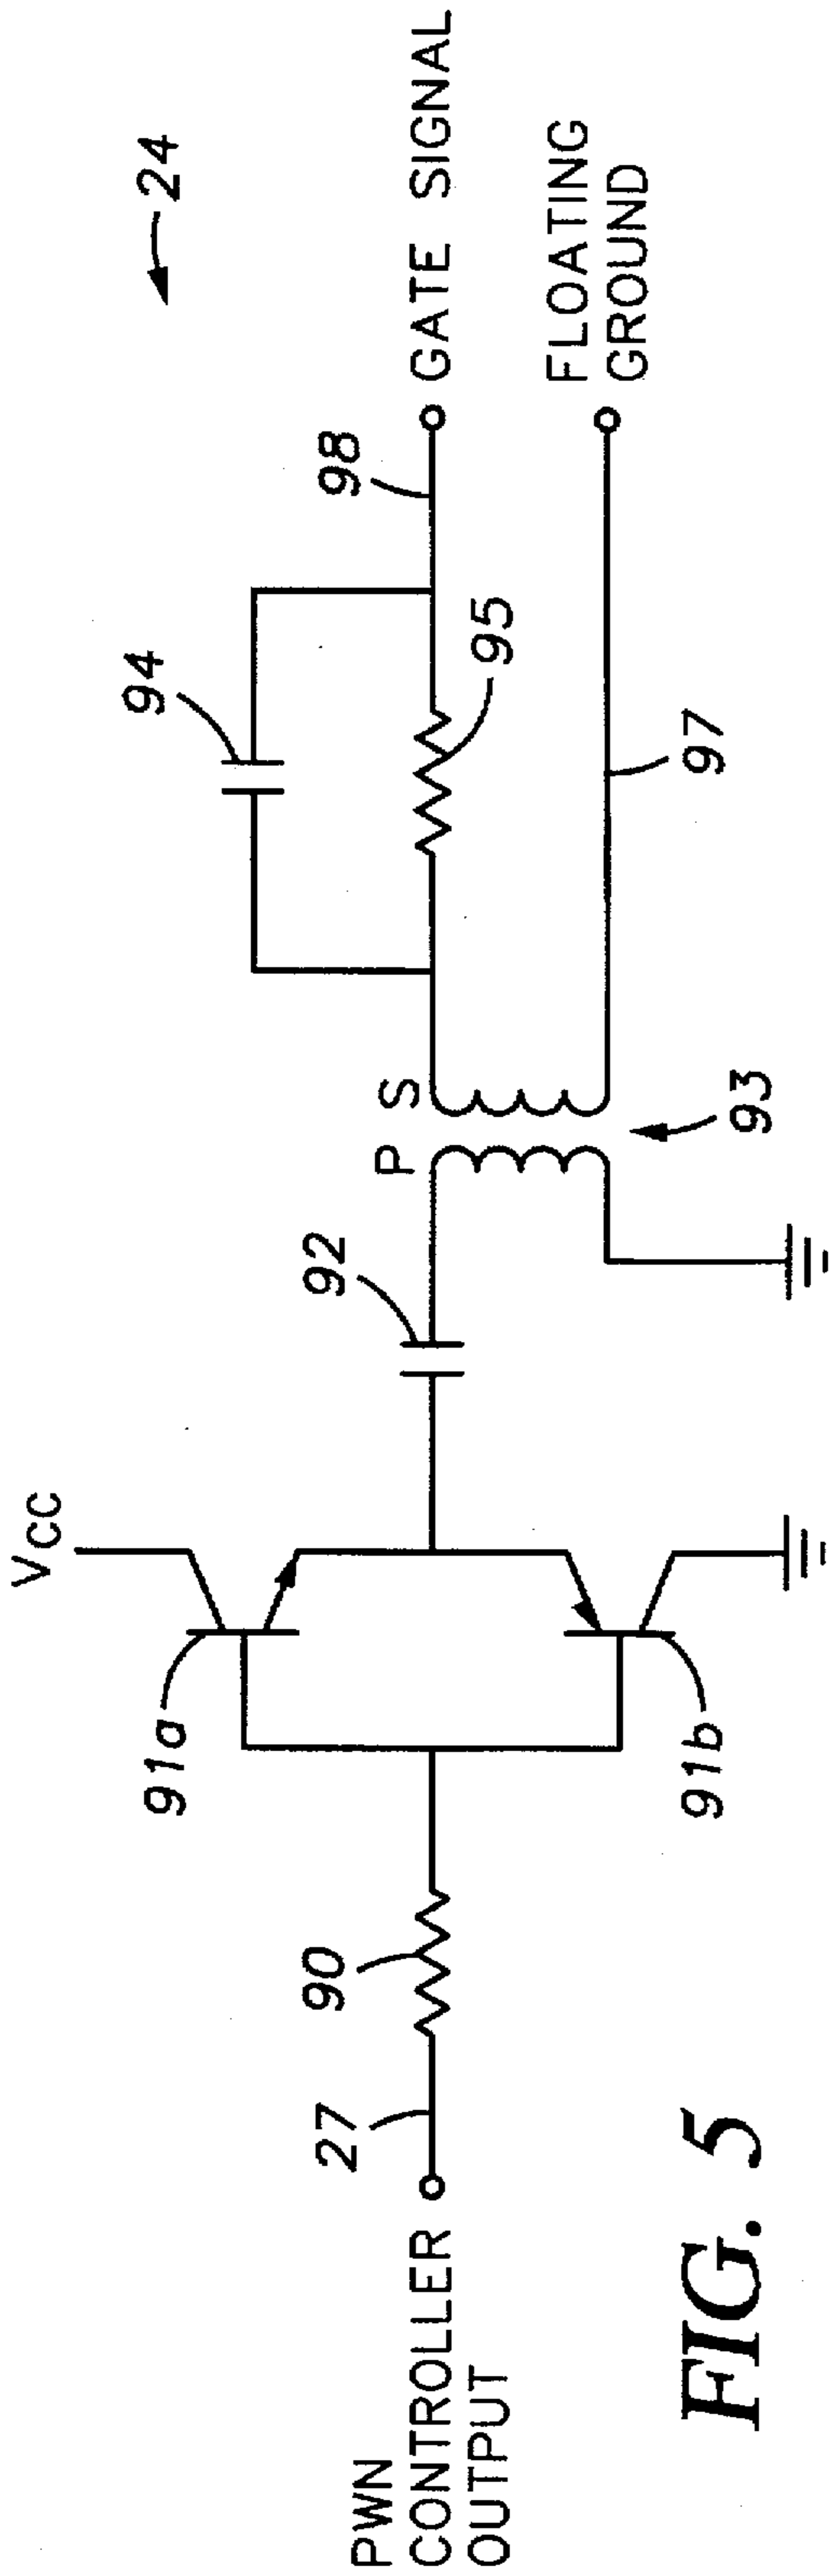 24
VCC
91a
94
98
92
P
S
GATE SIGNAL
90
27
95
PWN
CONTROLLER
OUTPUT
FLOATING
GROUND
91b
93
97
FIG. 5